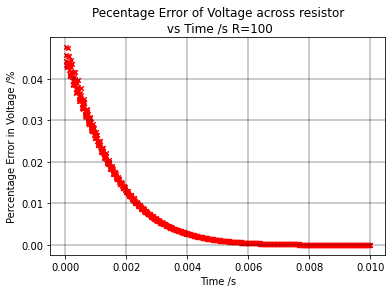 Pecentage Error of Voltage across resistor
vs Time /s R=100
Percentage Error in Voltage /%
0.04
0.03
0.02
0.01
0.00
0.000 0.002 0.004 0.006 0.008 0.010
Time /s